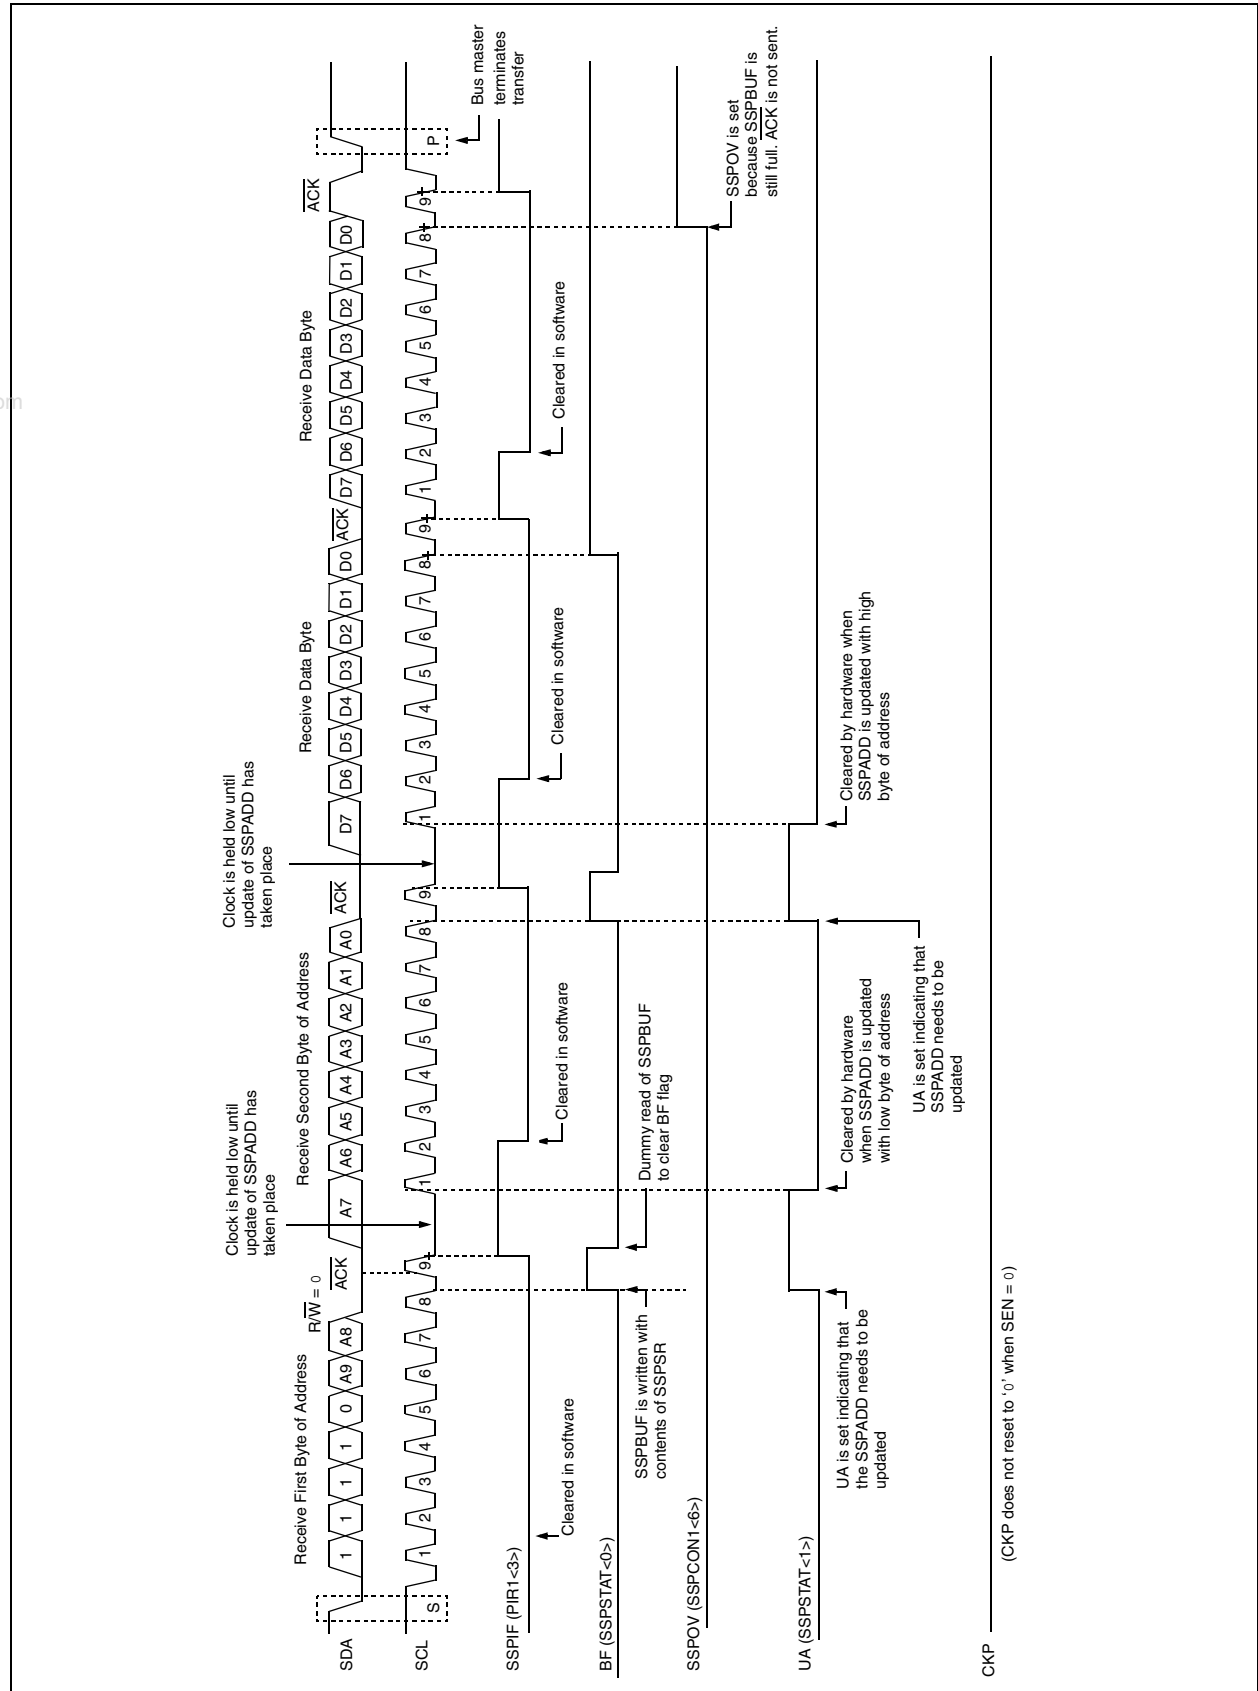 Receive First Byte of Address
R/W = 0
ACK
Clock is held low until
update of SSPADD has
taken place
Receive Second Byte of Address
ACK
Clock is held low until
update of SSPADD has
taken place
Receive Data Byte
ACK
Receive Data Byte
ACK
SDA
1 1 1 1 0 A9 A8 A7 A6 A5 A4 A3 A2 A1 A0 D7 D6 D5 D4 D3 D2 D1 D0 D7 D6 D5 D4 D3 D2 D1 D0
SCL
S 1 2 3 4 5 6 7 8 9 1 2 3 4 5 6 7 8 9 1 2 3 4 5 6 7 8 9 1 2 3 4 5 6 7 8 9 P
Bus master
terminates
transfer
SSPIF (PIR1<3>)
Cleared in software
Cleared in software
Cleared in software
Cleared in software
BF (SSPSTAT<0>)
SSPBUF is written with
contents of SSPSR
Dummy read of SSPBUF
to clear BF flag
SSPOV (SSPCON1<6>)
SSPOV is set
because SSPBUF is
still full. ACK is not sent.
UA (SSPSTAT<1>)
UA is set indicating that
the SSPADD needs to be
updated
Cleared by hardware
when SSPADD is updated
with low byte of address
UA is set indicating that
SSPADD needs to be
updated
Cleared by hardware when
SSPADD is updated with high
byte of address
CKP
(CKP does not reset to ‘0’ when SEN = 0)
om